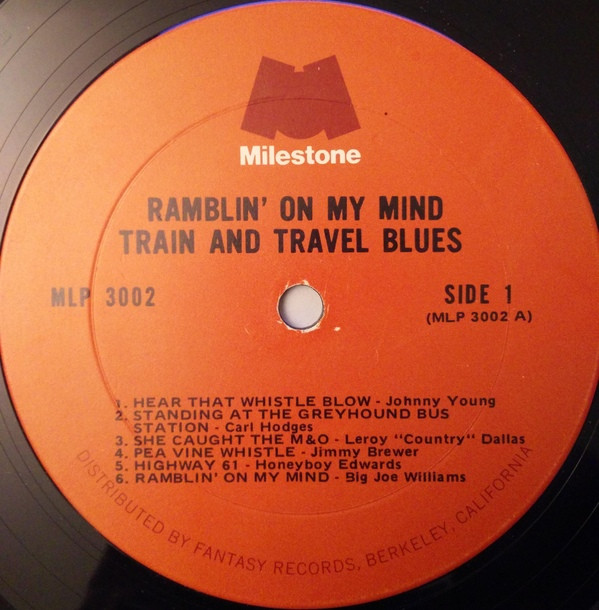 Milestone
RAMBLIN' ON MY MIND
TRAIN AND TRAVEL BLUES
MLP 3002
SIDE 1
(MLP 3002 A)
1. HEAR THAT WHISTLE BLOW - Johnny Young
2. STANDING AT THE GREYHOUND BUS
STATION - Carl Hodges
3. SHE CAUGHT THE M&O - Leroy "Country" Dallas
4. PEA VINE WHISTLE - Jimmy Brewer
5. HIGHWAY 61 - Honeyboy Edwards
6. RAMBLIN' ON MY MIND - Big Joe Williams
DISTRIBUTED BY FANTASY RECORDS, BERKELEY, CALIFORNIA